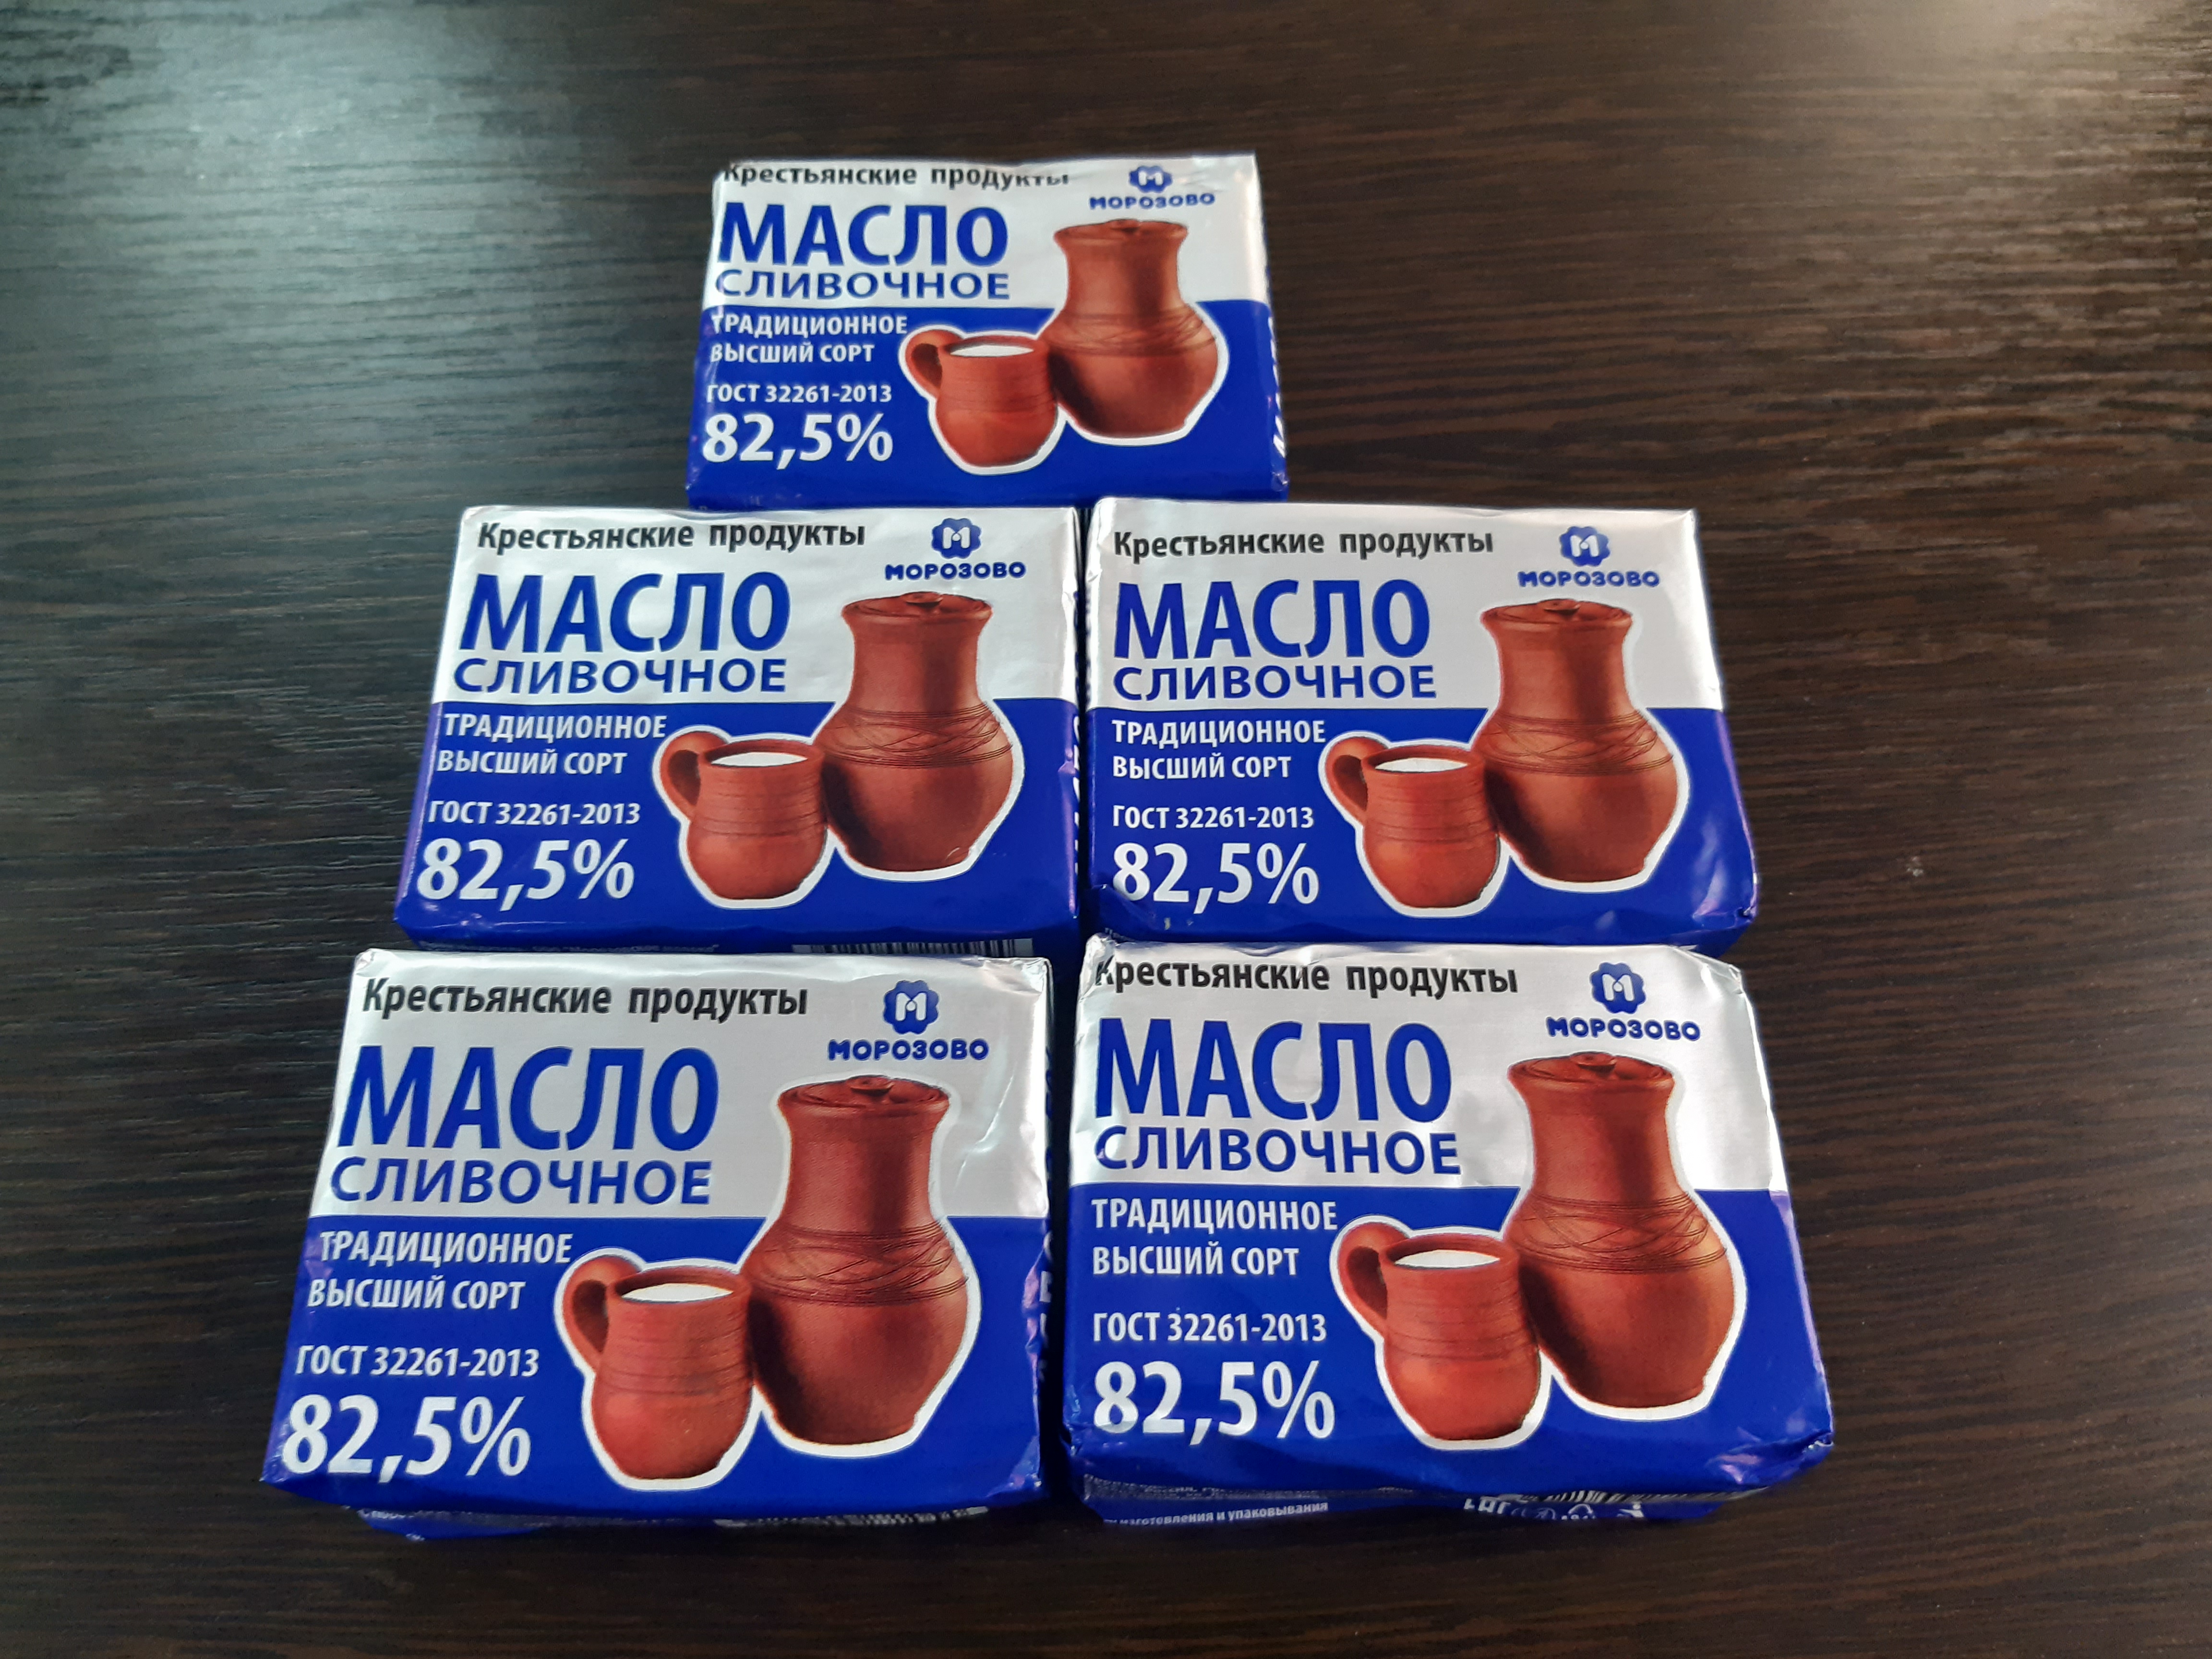 Крестьянские продукты
МОРОЗОВО
МАСЛО
СЛИВОЧНОЕ
ТРАДИЦИОННОЕ
ВЫСШИЙ СОРТ
ГОСТ 32261-2013
82,5%
Крестьянские продукты
МОРОЗОВО
МАСЛО
СЛИВОЧНОЕ
ТРАДИЦИОННОЕ
ВЫСШИЙ СОРТ
ГОСТ 32261-2013
82,5%
Крестьянские продукты
МОРОЗОВО
МАСЛО
СЛИВОЧНОЕ
ТРАДИЦИОННОЕ
ВЫСШИЙ СОРТ
ГОСТ 32261-2013
82,5%
Крестьянские продукты
МОРОЗОВО
МАСЛО
СЛИВОЧНОЕ
ТРАДИЦИОННОЕ
ВЫСШИЙ СОРТ
ГОСТ 32261-2013
82,5%
Крестьянские продукты
МОРОЗОВО
МАСЛО
СЛИВОЧНОЕ
ТРАДИЦИОННОЕ
ВЫСШИЙ СОРТ
ГОСТ 32261-2013
82,5%
изготовления и упаковывания